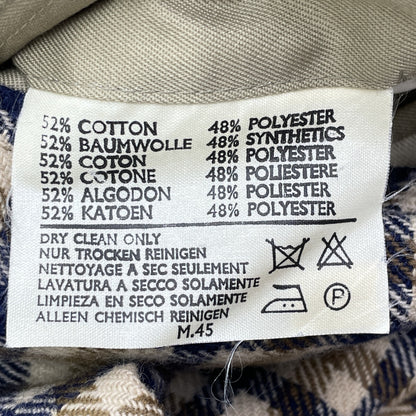 52% COTTON 48% POLYESTER
52% BAUMWOLLE 48% SYNTHETICS
52% COTON 48% POLYESTER
52% COTONE 48% POLIESTERE
52% ALGODON 48% POLIESTER
52% KATOEN 48% POLYESTER
DRY CLEAN ONLY
NUR TROCKEN REINIGEN
NETTOYAGE A SEC SEULEMENT
LAVATURA A SECCO SOLAMENTE
LIMPIEZA EN SECO SOLAMENTE
ALLEEN CHEMISCH REINIGEN
M.45
P